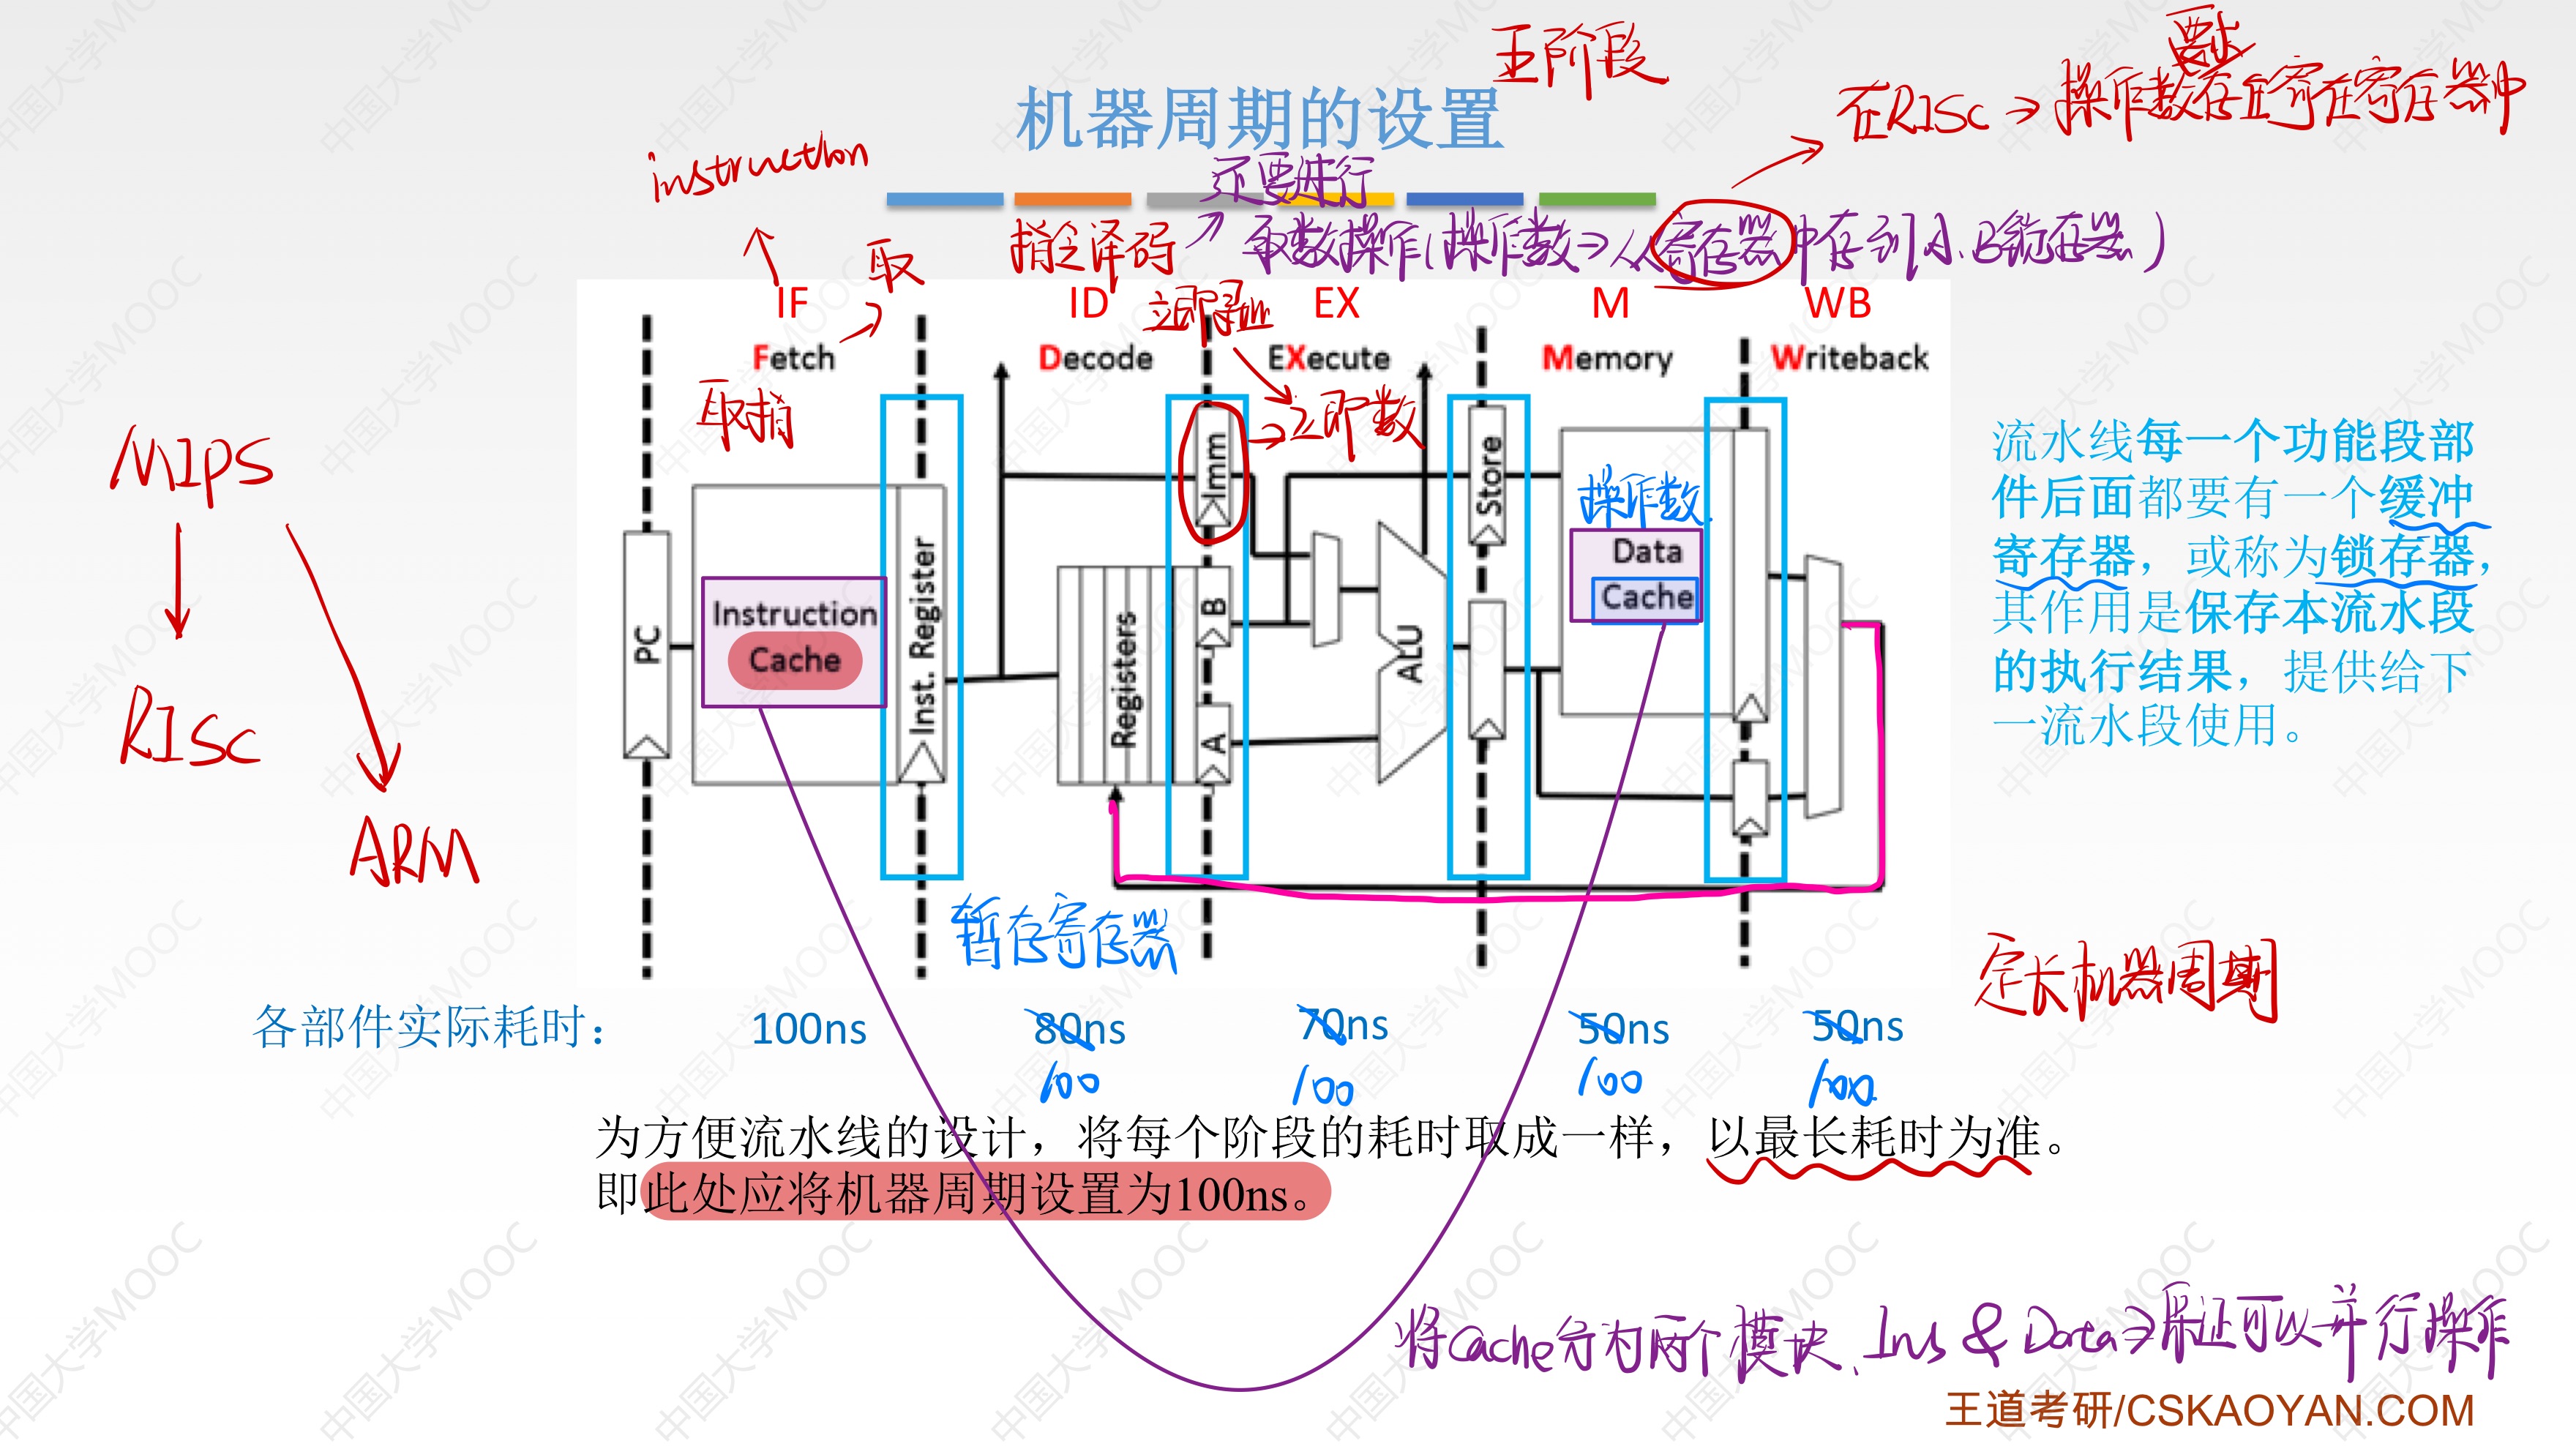 王阶段
在RISC → 操作数存在寄存器中
机器周期的设置
instruction
还要进行
取
指令译码
取数操作(操作数⇒从寄存器中存到A、B锁存器)
IF
ID
立即寻址
EX
M
WB
Fetch
Decode
EXecute
Memory
Writeback
取指
→立即数
MIPS
RISC
ARM
Imm
Store
操作数
Data
Cache
Instruction
Cache
PC
Inst. Register
Registers
B
A
ALU
流水线每一个功能段部
件后面都要有一个缓冲
寄存器，或称为锁存器，
其作用是保存本流水段
的执行结果，提供给下
一流水段使用。
暂存寄存器
定长机器周期
各部件实际耗时：
100ns
80ns
70ns
50ns
50ns
100
100
100
100
为方便流水线的设计，将每个阶段的耗时取成一样，以最长耗时为准。
即此处应将机器周期设置为100ns。
将Cache分为两个模块、Ins & Data⇒保证可以并行操作
王道考研/CSKAOYAN.COM
中国大学MOOC